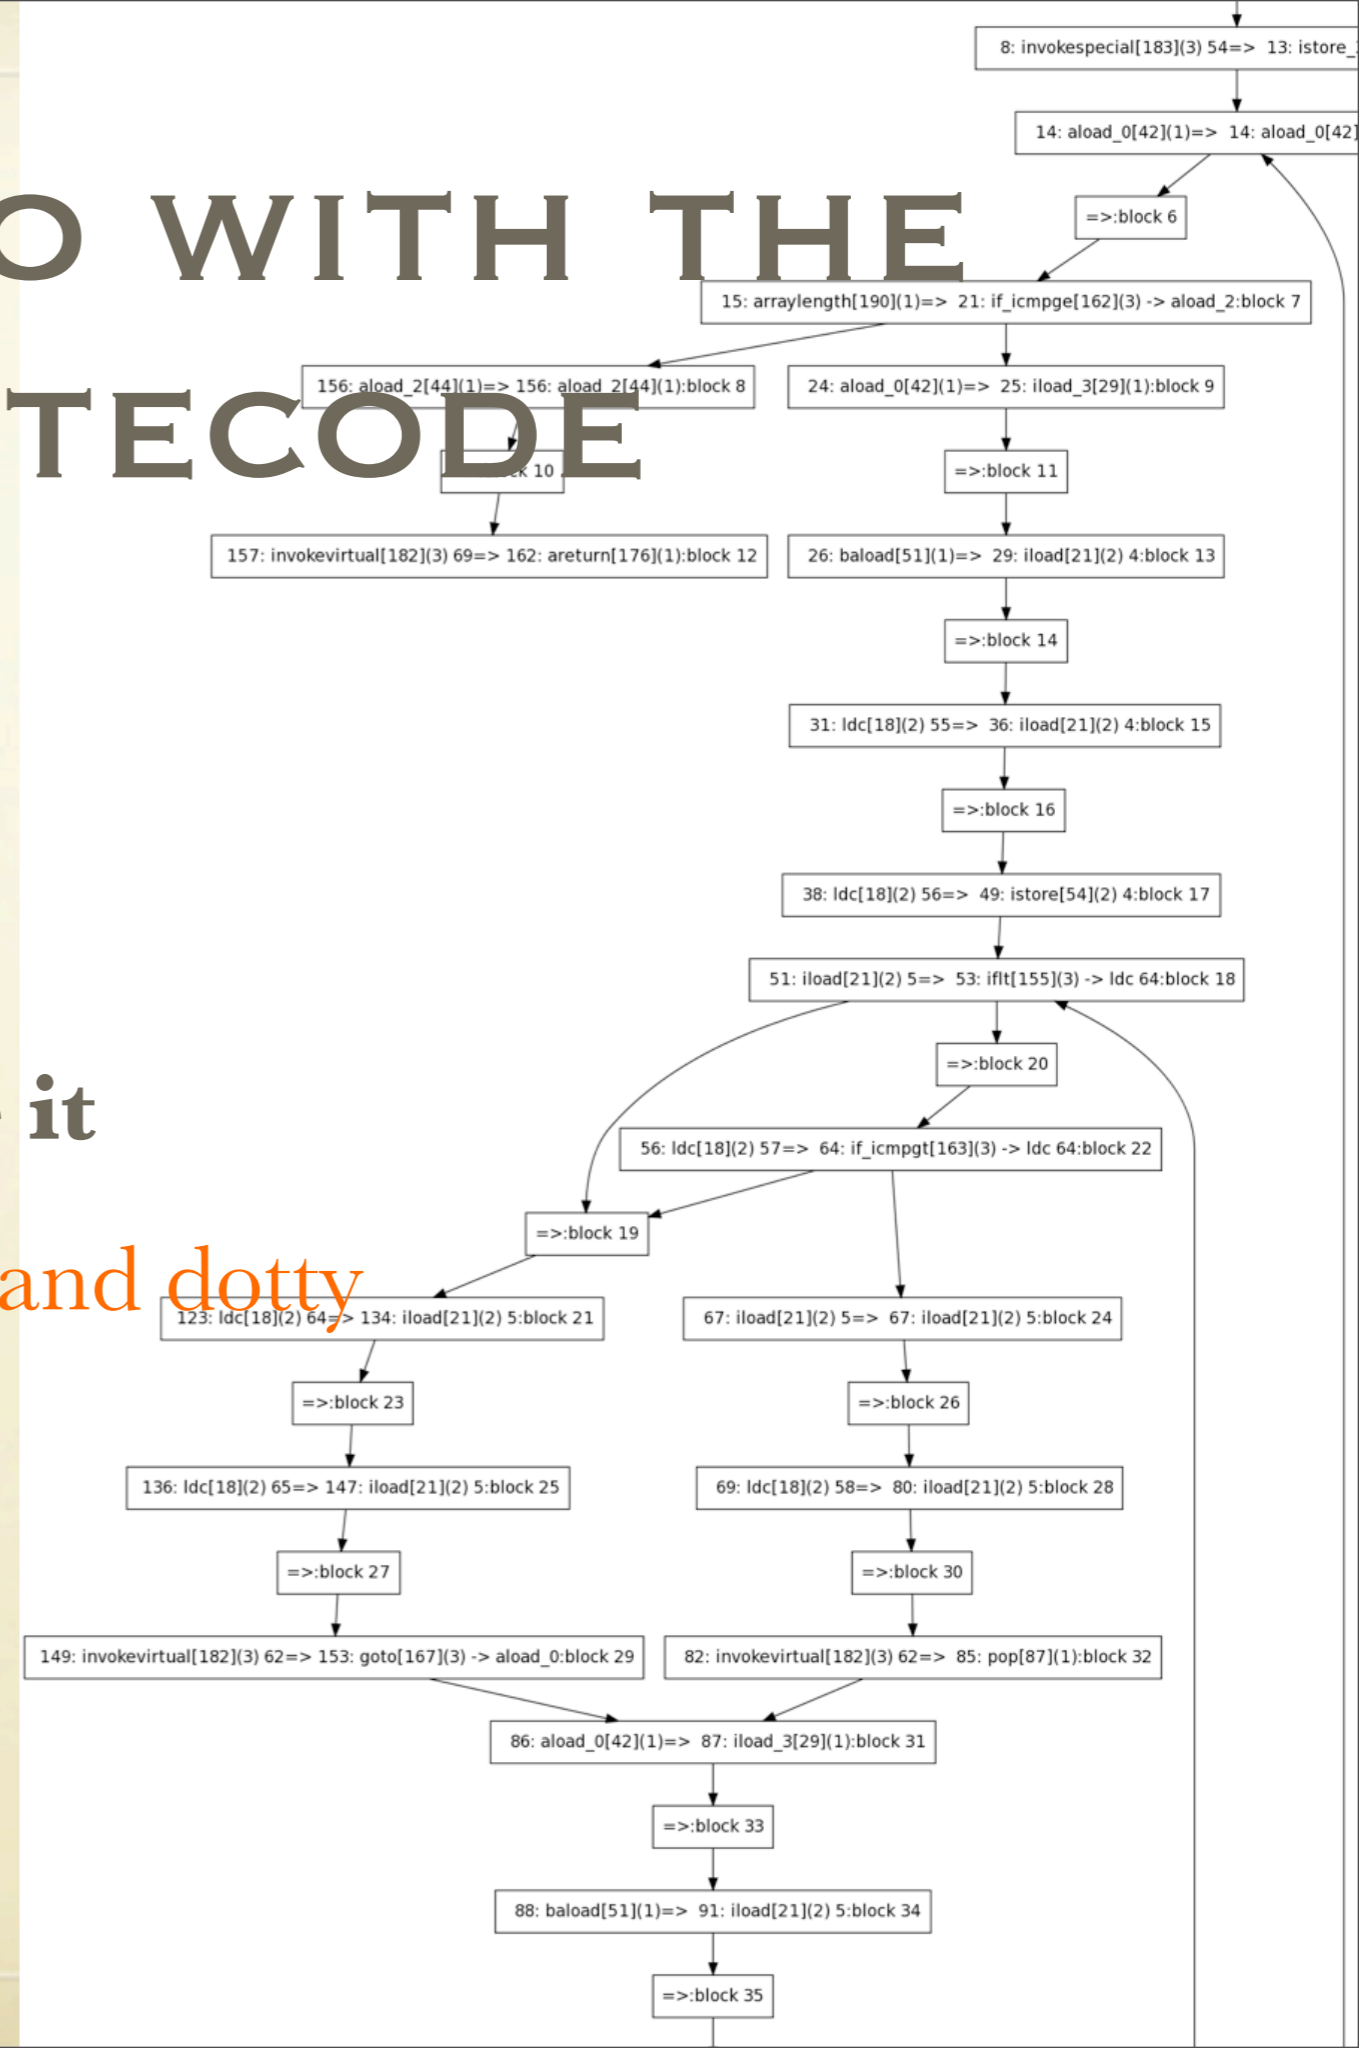 8: invokespecial[183](3) 54=> 13: istore_
14: aload_0[42](1)=> 14: aload_0[42]
=>:block 6
O WITH THE
15: arraylength[190](1)=> 21: if_icmpge[162](3) -> aload_2:block 7
156: aload_2[44](1)=> 156: aload_2[44](1):block 8
24: aload_0[42](1)=> 25: iload_3[29](1):block 9
TECODE
10
=>:block 11
157: invokevirtual[182](3) 69=> 162: areturn[176](1):block 12
26: baload[51](1)=> 29: iload[21](2) 4:block 13
=>:block 14
31: ldc[18](2) 55=> 36: iload[21](2) 4:block 15
=>:block 16
38: ldc[18](2) 56=> 49: istore[54](2) 4:block 17
51: iload[21](2) 5=> 53: iflt[155](3) -> ldc 64:block 18
=>:block 20
it
56: ldc[18](2) 57=> 64: if_icmpgt[163](3) -> ldc 64:block 22
=>:block 19
and dotty
123: ldc[18](2) 64=> 134: iload[21](2) 5:block 21
67: iload[21](2) 5=> 67: iload[21](2) 5:block 24
=>:block 23
=>:block 26
136: ldc[18](2) 65=> 147: iload[21](2) 5:block 25
69: ldc[18](2) 58=> 80: iload[21](2) 5:block 28
=>:block 27
=>:block 30
149: invokevirtual[182](3) 62=> 153: goto[167](3) -> aload_0:block 29
82: invokevirtual[182](3) 62=> 85: pop[87](1):block 32
86: aload_0[42](1)=> 87: iload_3[29](1):block 31
=>:block 33
88: baload[51](1)=> 91: iload[21](2) 5:block 34
=>:block 35